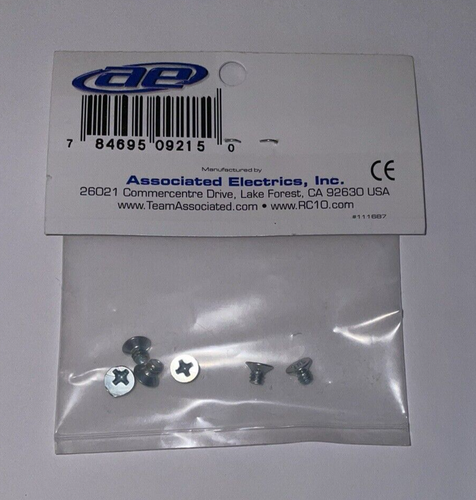 ae
7 84695 09215 0
Manufactured by
Associated Electrics, Inc.
26021 Commercentre Drive, Lake Forest, CA 92630 USA
www.TeamAssociated.com • www.RC10.com
CE
#111687